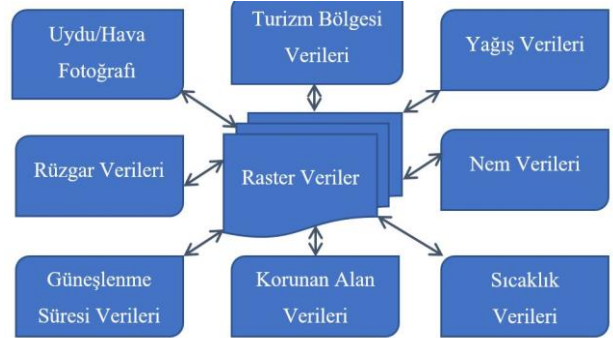 Uydu/Hava
Fotoğrafı
Turizm Bölgesi
Verileri
Yağış Verileri
Rüzgar Verileri
Raster Veriler
Nem Verileri
Güneşlenme
Süresi Verileri
Korunan Alan
Verileri
Sıcaklık
Verileri